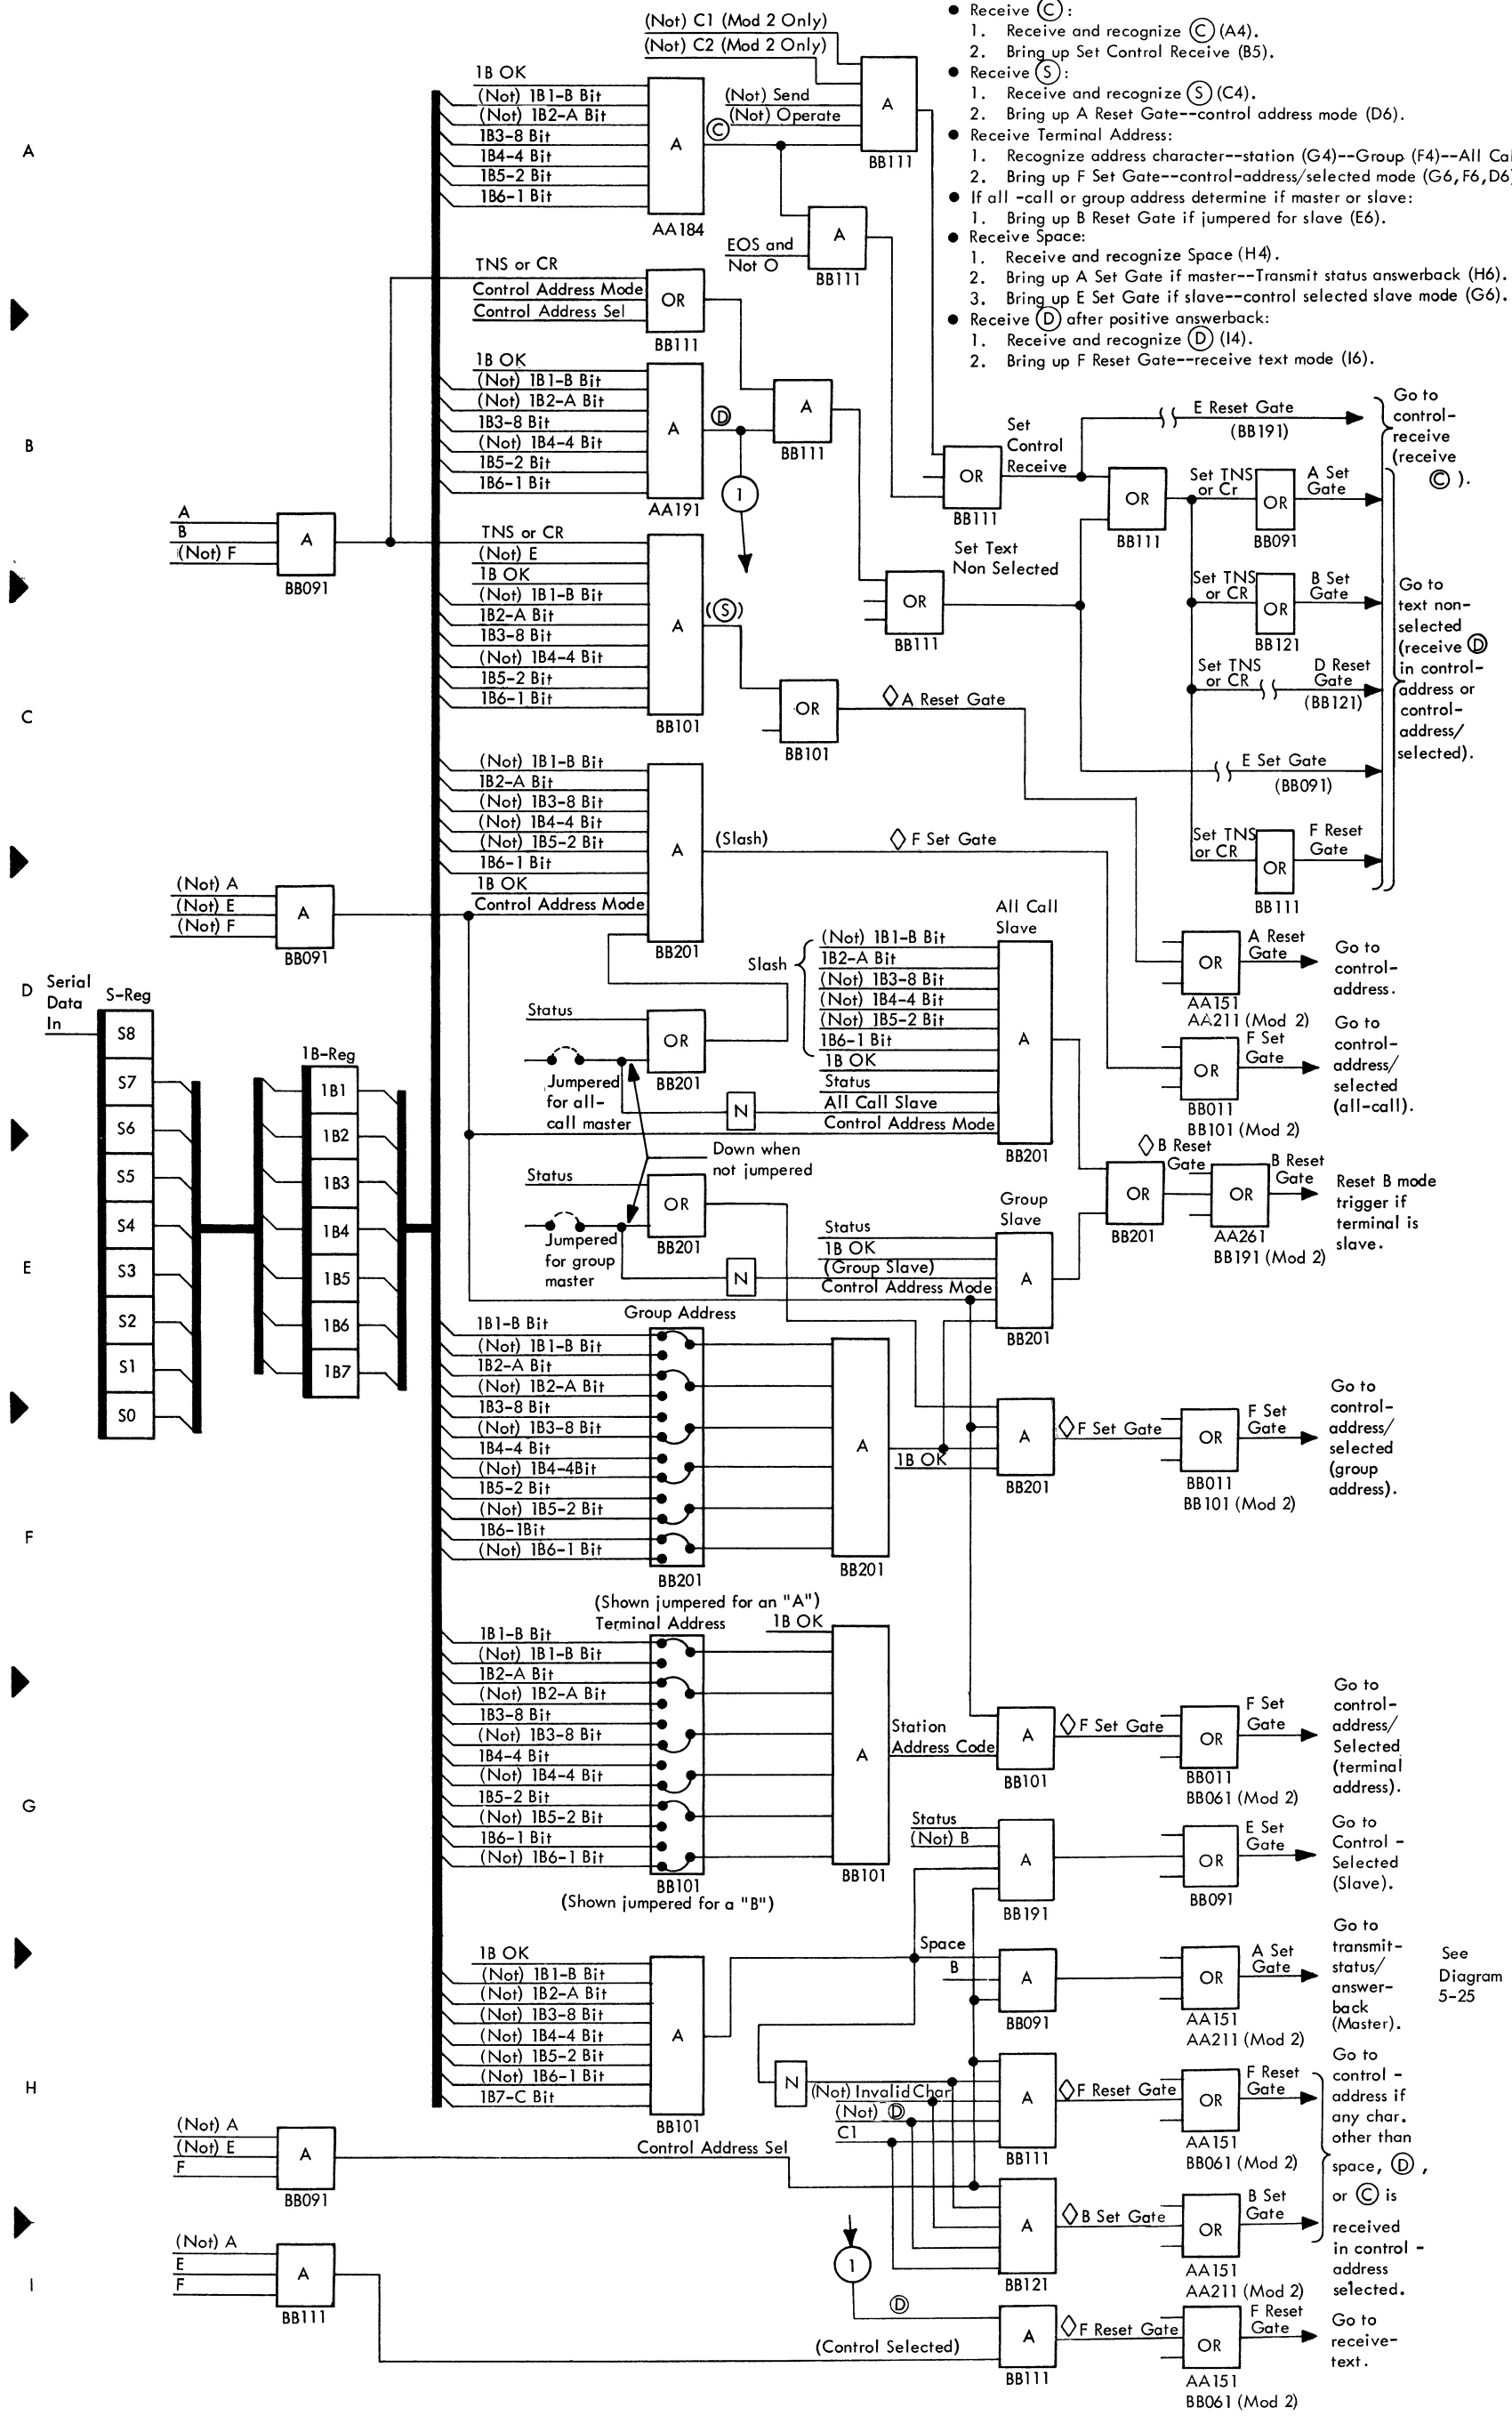 (Not) C1 (Mod 2 Only)
(Not) C2 (Mod 2 Only)
1B OK
(Not) 1B1-B Bit
(Not) 1B2-A Bit
1B3-8 Bit
1B4-4 Bit
1B5-2 Bit
1B6-1 Bit
A
AA184
Ⓒ
(Not) Send
(Not) Operate
A
BB111
EOS and
Not O
A
BB111
● Receive Ⓒ :
1. Receive and recognize Ⓒ (A4).
2. Bring up Set Control Receive (B5).
● Receive Ⓢ :
1. Receive and recognize Ⓢ (C4).
2. Bring up A Reset Gate--control address mode (D6).
● Receive Terminal Address:
1. Recognize address character--station (G4)--Group (F4)--All Cal
2. Bring up F Set Gate--control-address/selected mode (G6,F6,D6)
● If all -call or group address determine if master or slave:
1. Bring up B Reset Gate if jumpered for slave (E6).
● Receive Space:
1. Receive and recognize Space (H4).
2. Bring up A Set Gate if master--Transmit status answerback (H6).
3. Bring up E Set Gate if slave--control selected slave mode (G6).
● Receive Ⓓ after positive answerback:
1. Receive and recognize Ⓓ (I4).
2. Bring up F Reset Gate--receive text mode (I6).
A
B
C
D
E
F
G
H
I
TNS or CR
Control Address Mode
Control Address Sel
OR
BB111
1B OK
(Not) 1B1-B Bit
(Not) 1B2-A Bit
1B3-8 Bit
(Not) 1B4-4 Bit
1B5-2 Bit
1B6-1 Bit
A
AA191
Ⓓ
1
A
BB111
A
B
(Not) F
A
BB091
TNS or CR
(Not) E
1B OK
(Not) 1B1-B Bit
1B2-A Bit
1B3-8 Bit
(Not) 1B4-4 Bit
1B5-2 Bit
1B6-1 Bit
A
BB101
(Ⓢ)
OR
BB101
◊ A Reset Gate
Set
Control
Receive
OR
BB111
Set Text
Non Selected
OR
BB111
OR
BB111
E Reset Gate
(BB191)
Set TNS
or Cr
OR
BB091
A Set
Gate
Set TNS
or CR
OR
BB121
B Set
Gate
Set TNS
or CR
D Reset
Gate
(BB121)
E Set Gate
(BB091)
Set TNS
or CR
OR
BB111
F Reset
Gate
Go to
control-
receive
(receive
Ⓒ ).
Go to
text non-
selected
(receive Ⓓ
in control-
address or
control-
address/
selected).
(Not) 1B1-B Bit
1B2-A Bit
(Not) 1B3-8 Bit
(Not) 1B4-4 Bit
(Not) 1B5-2 Bit
1B6-1 Bit
1B OK
Control Address Mode
A
BB201
(Slash)
◊ F Set Gate
(Not) A
(Not) E
(Not) F
A
BB091
Serial
Data
In
S-Reg
S8
S7
S6
S5
S4
S3
S2
S1
S0
1B-Reg
1B1
1B2
1B3
1B4
1B5
1B6
1B7
Status
OR
BB201
Jumpered
for all-
call master
N
Down when
not jumpered
All Call
Slave
Slash
(Not) 1B1-B Bit
1B2-A Bit
(Not) 1B3-8 Bit
(Not) 1B4-4 Bit
(Not) 1B5-2 Bit
1B6-1 Bit
1B OK
Status
All Call Slave
Control Address Mode
A
BB201
OR
AA151
AA211 (Mod 2)
A Reset
Gate
Go to
control-
address.
OR
BB011
BB101 (Mod 2)
F Set
Gate
Go to
control-
address/
selected
(all-call).
Status
OR
BB201
Jumpered
for group
master
N
Group
Slave
Status
1B OK
(Group Slave)
Control Address Mode
A
BB201
OR
BB201
◊ B Reset
Gate
OR
AA261
BB191 (Mod 2)
B Reset
Gate
Reset B mode
trigger if
terminal is
slave.
Group Address
1B1-B Bit
(Not) 1B1-B Bit
1B2-A Bit
(Not) 1B2-A Bit
1B3-8 Bit
(Not) 1B3-8 Bit
1B4-4 Bit
(Not) 1B4-4Bit
1B5-2 Bit
(Not) 1B5-2 Bit
1B6-1Bit
(Not) 1B6-1 Bit
BB201
(Shown jumpered for an "A")
A
BB201
1B OK
A
BB201
◊ F Set Gate
OR
BB011
BB101 (Mod 2)
F Set
Gate
Go to
control-
address/
selected
(group
address).
Terminal Address
1B OK
1B1-B Bit
(Not) 1B1-B Bit
1B2-A Bit
(Not) 1B2-A Bit
1B3-8 Bit
(Not) 1B3-8 Bit
1B4-4 Bit
(Not) 1B4-4 Bit
1B5-2 Bit
(Not) 1B5-2 Bit
1B6-1 Bit
(Not) 1B6-1 Bit
BB101
(Shown jumpered for a "B")
A
BB101
Station
Address Code
A
BB101
◊ F Set Gate
OR
BB011
BB061 (Mod 2)
F Set
Gate
Go to
control-
address/
Selected
(terminal
address).
Status
(Not) B
A
BB191
OR
BB091
E Set
Gate
Go to
Control -
Selected
(Slave).
1B OK
(Not) 1B1-B Bit
(Not) 1B2-A Bit
(Not) 1B3-8 Bit
(Not) 1B4-4 Bit
(Not) 1B5-2 Bit
(Not) 1B6-1 Bit
1B7-C Bit
A
BB101
Space
B
A
BB091
OR
AA151
AA211 (Mod 2)
A Set
Gate
Go to
transmit-
status/
answer-
back
(Master).
See
Diagram
5-25
N
(Not) Invalid Char
(Not) Ⓓ
C1
A
BB111
◊ F Reset Gate
OR
AA151
BB061 (Mod 2)
F Reset
Gate
Go to
control -
address if
any char.
other than
space, Ⓓ ,
or Ⓒ is
received
in control -
address
selected.
(Not) A
(Not) E
F
A
BB091
Control Address Sel
A
BB121
◊ B Set Gate
OR
AA151
AA211 (Mod 2)
B Set
Gate
(Not) A
E
F
A
BB111
1
Ⓓ
(Control Selected)
A
BB111
◊ F Reset Gate
OR
AA151
BB061 (Mod 2)
F Reset
Gate
Go to
receive-
text.